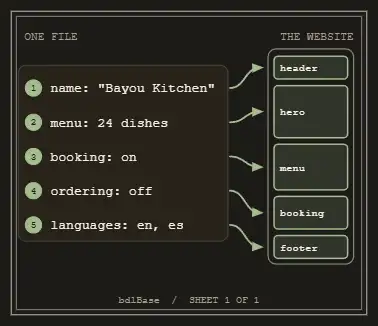 ONE FILE
THE WEBSITE
1 name: "Bayou Kitchen"
2 menu: 24 dishes
3 booking: on
4 ordering: off
5 languages: en, es
header
hero
menu
booking
footer
bdlBase / SHEET 1 OF 1